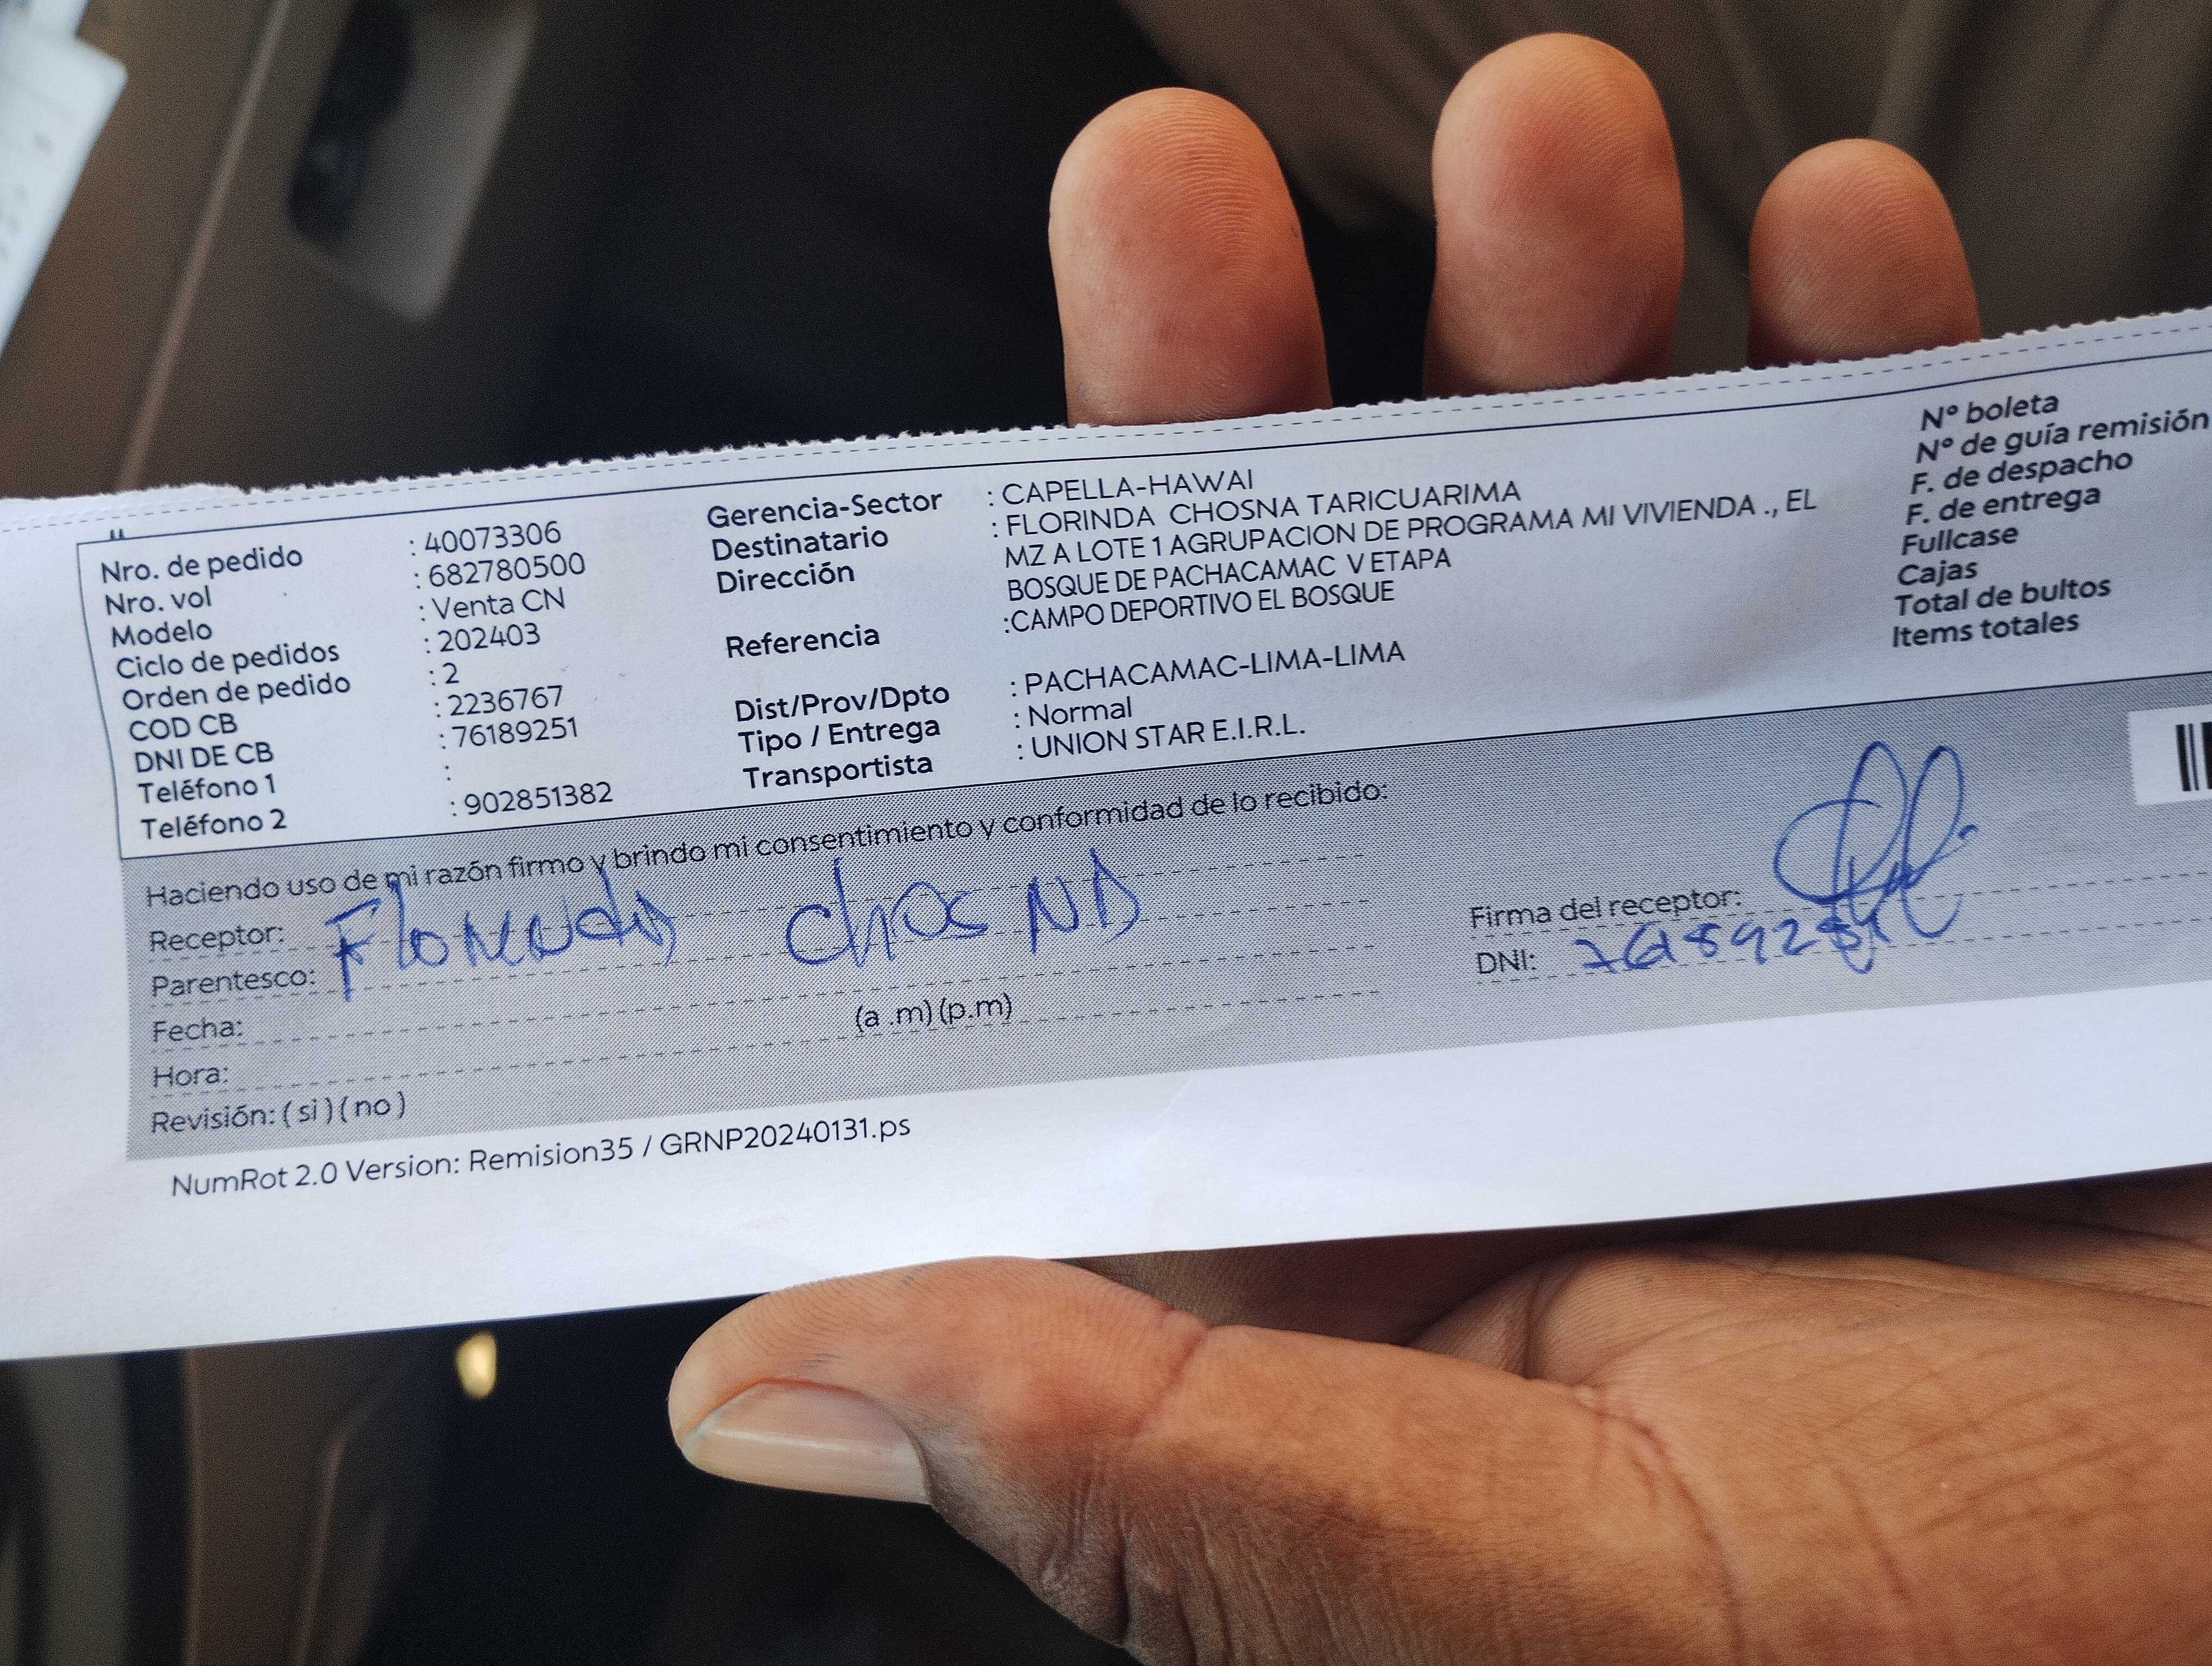 Nro. de pedido : 40073306
Nro. vol : 682780500
Modelo : Venta CN
Ciclo de pedidos : 202403
Orden de pedido : 2
COD CB : 2236767
DNI DE CB : 76189251
Teléfono 1 :
Teléfono 2 : 902851382
Gerencia-Sector : CAPELLA-HAWAI
Destinatario : FLORINDA CHOSNA TARICUARIMA
Dirección MZ A LOTE 1 AGRUPACION DE PROGRAMA MI VIVIENDA ., EL
BOSQUE DE PACHACAMAC V ETAPA
Referencia :CAMPO DEPORTIVO EL BOSQUE
Dist/Prov/Dpto : PACHACAMAC-LIMA-LIMA
Tipo / Entrega : Normal
Transportista : UNION STAR E.I.R.L.
N° boleta
N° de guía remisión
F. de despacho
F. de entrega
Fullcase
Cajas
Total de bultos
Items totales
Haciendo uso de mi razón firmo y brindo mi consentimiento y conformidad de lo recibido:
Receptor: chosNA
Parentesco:
Fecha:
Hora: (a .m) (p.m)
Revisión: ( si ) ( no )
Firma del receptor:
DNI:
NumRot 2.0 Version: Remision35 / GRNP20240131.ps